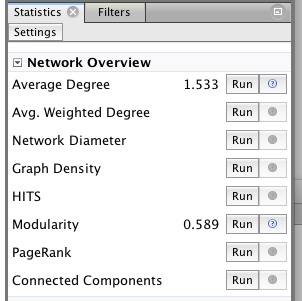 Statistics Filters
Settings
Network Overview
Average Degree 1.533 Run
Avg. Weighted Degree Run
Network Diameter Run
Graph Density Run
HITS Run
Modularity 0.589 Run
PageRank Run
Connected Components Run